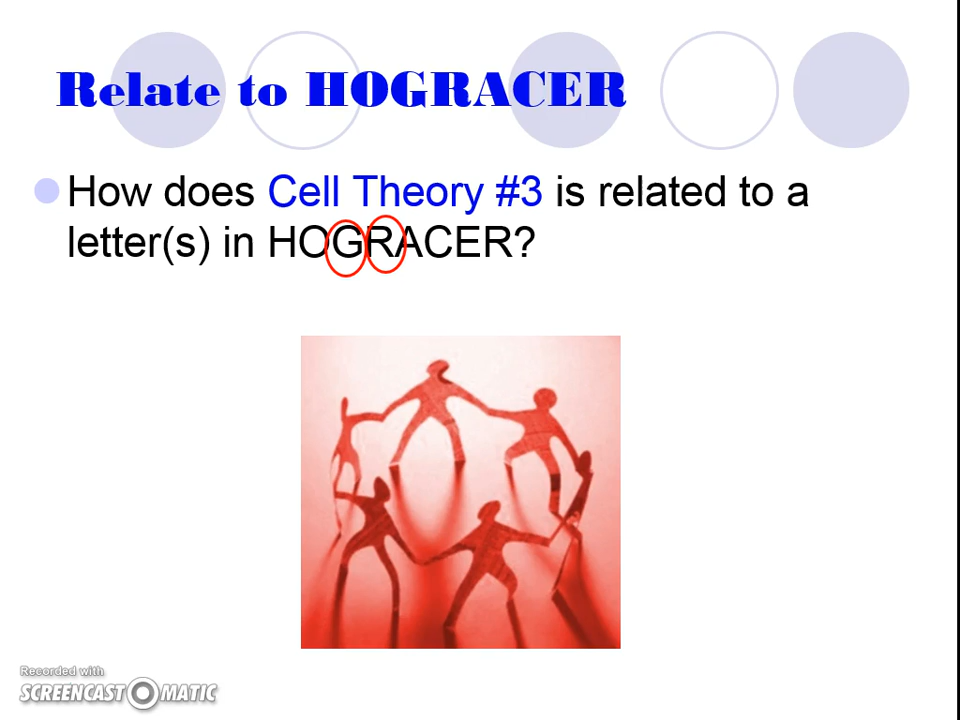 Relate to HOGRACER
How does Cell Theory #3 is related to a
letter(s) in HOGRACER?
Recorded with
SCREENCAST MATIC